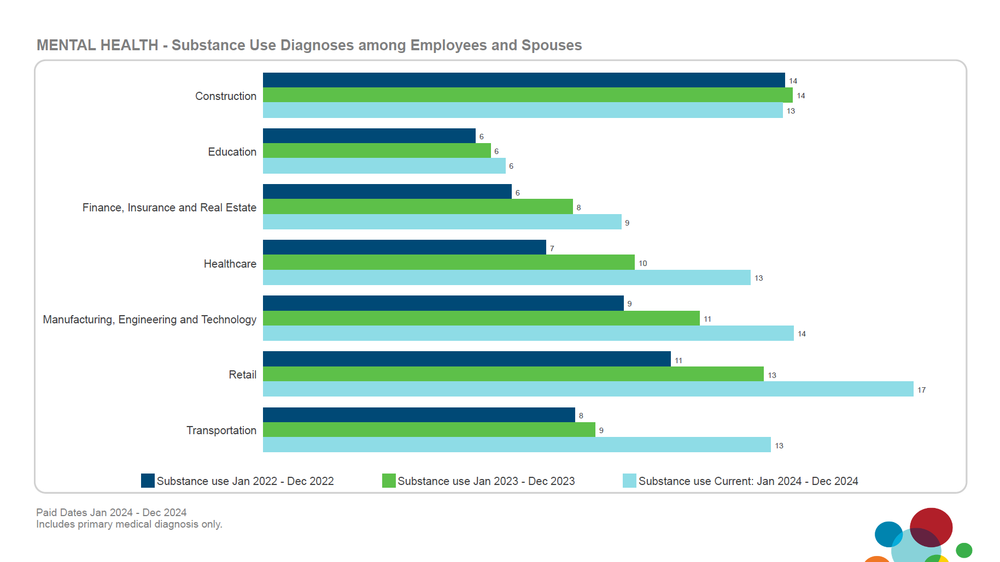 MENTAL HEALTH - Substance Use Diagnoses among Employees and Spouses
Construction
14
14
13
Education
6
6
6
Finance, Insurance and Real Estate
6
8
9
Healthcare
7
10
13
Manufacturing, Engineering and Technology
9
11
14
Retail
11
13
17
Transportation
8
9
13
Substance use Jan 2022 - Dec 2022
Substance use Jan 2023 - Dec 2023
Substance use Current: Jan 2024 - Dec 2024
Paid Dates Jan 2024 - Dec 2024
Includes primary medical diagnosis only.